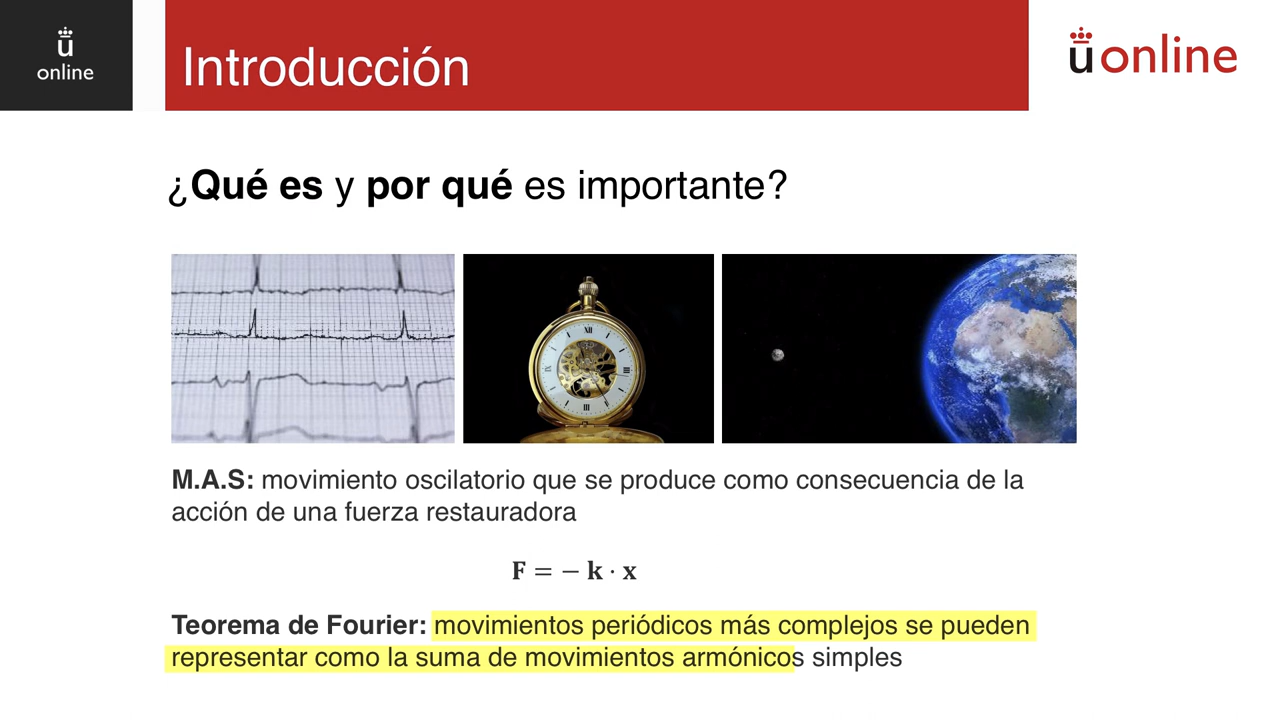 ü
online
Introducción
ü online
¿Qué es y por qué es importante?
M.A.S: movimiento oscilatorio que se produce como consecuencia de la
acción de una fuerza restauradora
F = − k · x
Teorema de Fourier: movimientos periódicos más complejos se pueden
representar como la suma de movimientos armónicos simples